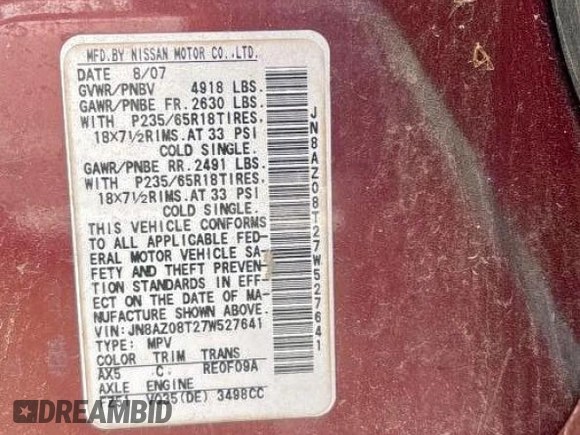 MFD.BY NISSAN MOTOR CO.,LTD.
DATE 8/07
GVWR/PNBV 4918 LBS.
GAWR/PNBE FR. 2630 LBS.
WITH P235/65R18TIRES,
18X7½RIMS.AT 33 PSI
COLD SINGLE.
GAWR/PNBE RR. 2491 LBS.
WITH P235/65R18TIRES,
18X7½RIMS.AT 33 PSI
COLD SINGLE.
THIS VEHICLE CONFORMS
TO ALL APPLICABLE FED-
ERAL MOTOR VEHICLE SA-
FETY AND THEFT PREVEN-
TION STANDARDS IN EFF-
ECT ON THE DATE OF MA-
NUFACTURE SHOWN ABOVE.
VIN: JN8AZ08T27W527641
TYPE: MPV
COLOR TRIM TRANS
AX5 C. RE0F09A
AXLE ENGINE
VQ35(DE) 3498CC
JN8AZ08T27W527641
DREAMBID